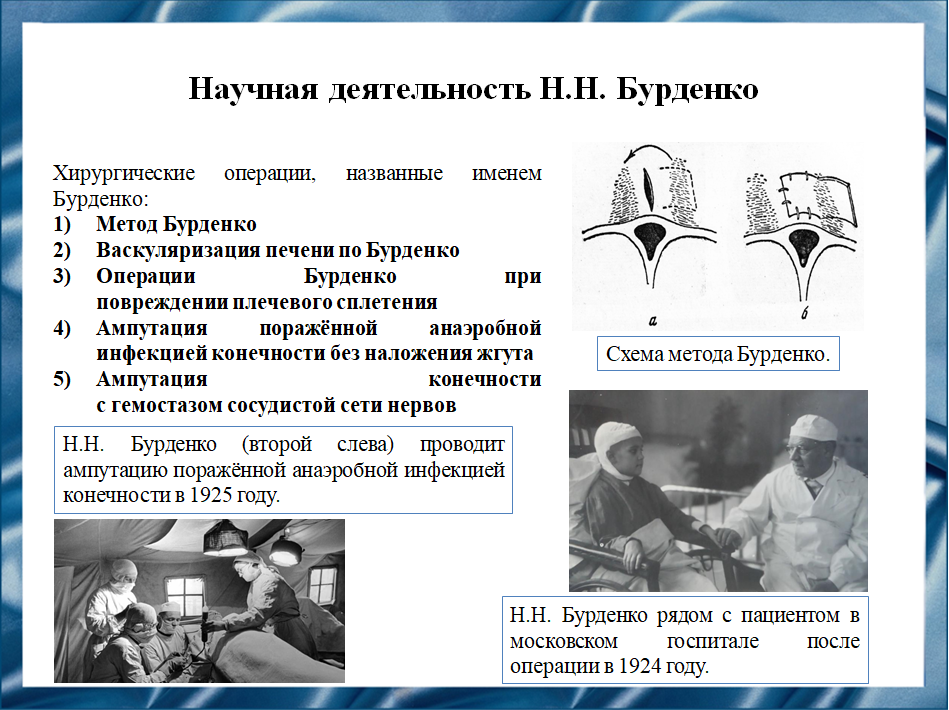 Научная деятельность Н.Н. Бурденко
Хирургические операции, названные именем
Бурденко:
1) Метод Бурденко
2) Васкуляризация печени по Бурденко
3) Операции Бурденко при
повреждении плечевого сплетения
4) Ампутация поражённой анаэробной
инфекцией конечности без наложения жгута
5) Ампутация конечности
с гемостазом сосудистой сети нервов
а
б
Схема метода Бурденко.
Н.Н. Бурденко (второй слева) проводит
ампутацию поражённой анаэробной инфекцией
конечности в 1925 году.
Н.Н. Бурденко рядом с пациентом в
московском госпитале после
операции в 1924 году.